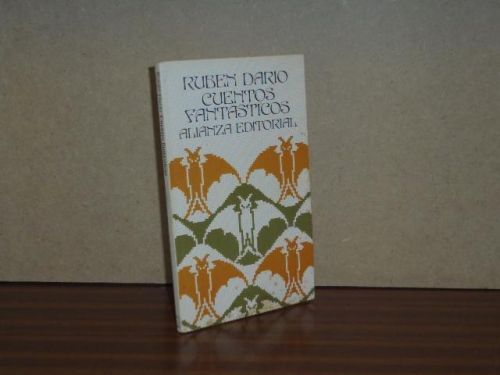 RUBEN DARIO
CUENTOS
FANTASTICOS
ALIANZA EDITORIAL